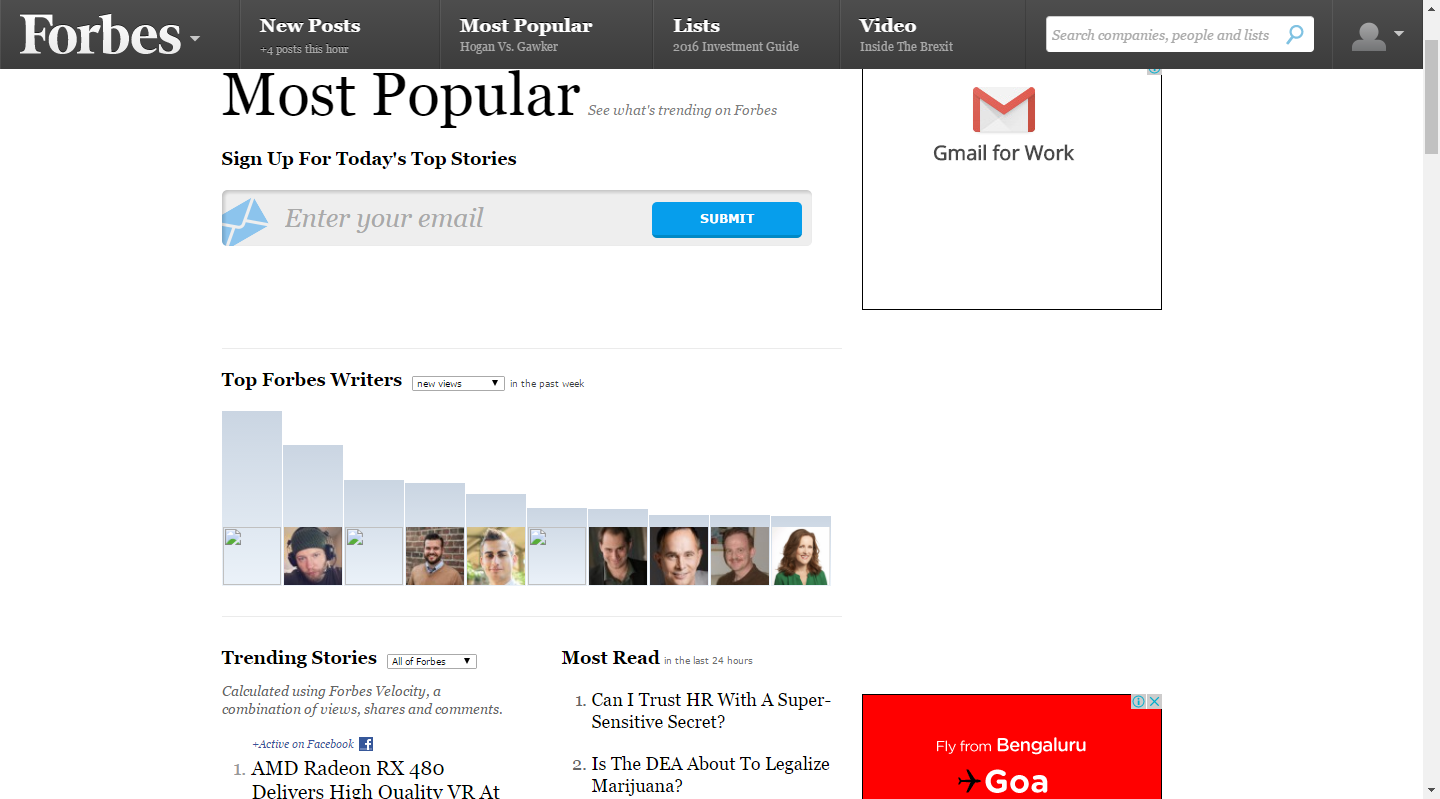 Forbes
New Posts
+4 posts this hour
Most Popular
Hogan Vs. Gawker
Lists
2016 Investment Guide
Video
Inside The Brexit
Search companies, people and lists
Most Popular See what's trending on Forbes
Sign Up For Today's Top Stories
Enter your email
SUBMIT
Gmail for Work
Top Forbes Writers new views in the past week
Trending Stories All of Forbes
Calculated using Forbes Velocity, a
combination of views, shares and comments.
+Active on Facebook
1. AMD Radeon RX 480
Delivers High Quality VR At
Most Read in the last 24 hours
1. Can I Trust HR With A Super-
Sensitive Secret?
2. Is The DEA About To Legalize
Marijuana?
Fly from Bengaluru
Goa